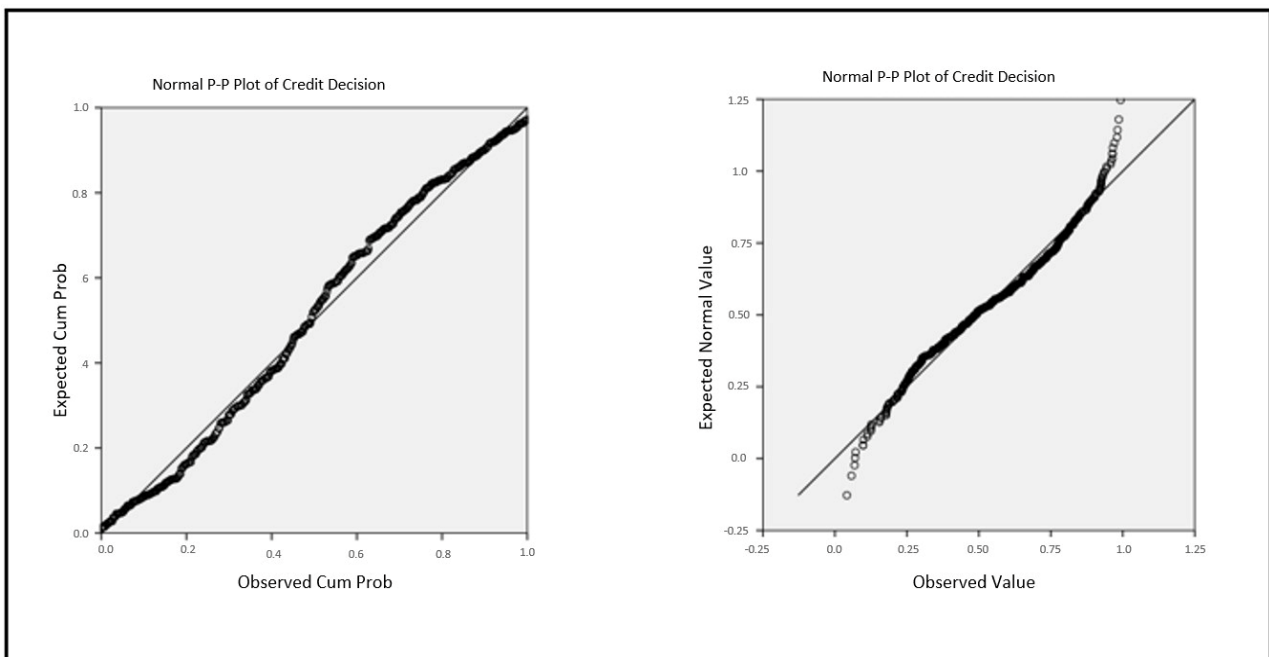 Normal P-P Plot of Credit Decision
1.0
0.8
6
4
0.2
0.0
Expected Cum Prob
0.0 0.2 0.4 0.6 0.8 1.0
Observed Cum Prob
Normal P-P Plot of Credit Decision
1.25
1.0
0.75
0.50
0.25
0.0
-0.25
Expected Normal Value
-0.25 0.0 0.25 0.50 0.75 1.0 1.25
Observed Value